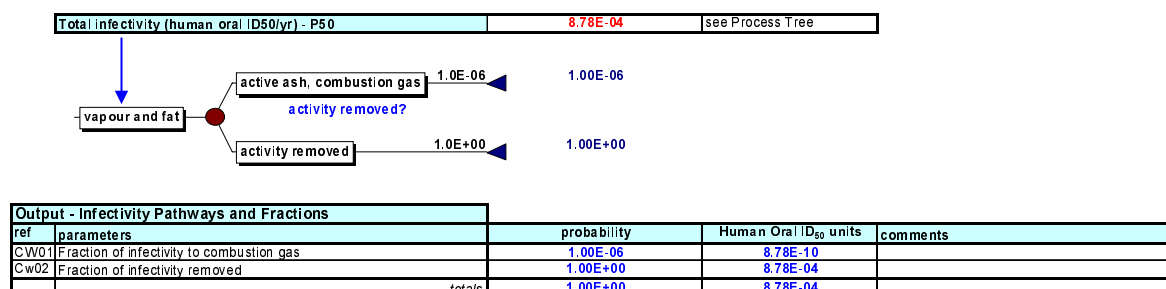 Total infectivity (human oral ID50/yr) - P50 8.78E-04 see Process Tree
active ash, combustion gas 1.0E-06 1.00E-06
activity removed?
vapour and fat
activity removed 1.0E+00 1.00E+00
Output - Infectivity Pathways and Fractions
ref parameters probability Human Oral ID50 units comments
CW01 Fraction of infectivity to combustion gas 1.00E-06 8.78E-10
Cw02 Fraction of infectivity removed 1.00E+00 8.78E-04
totals 1.00E+00 8.78E-04